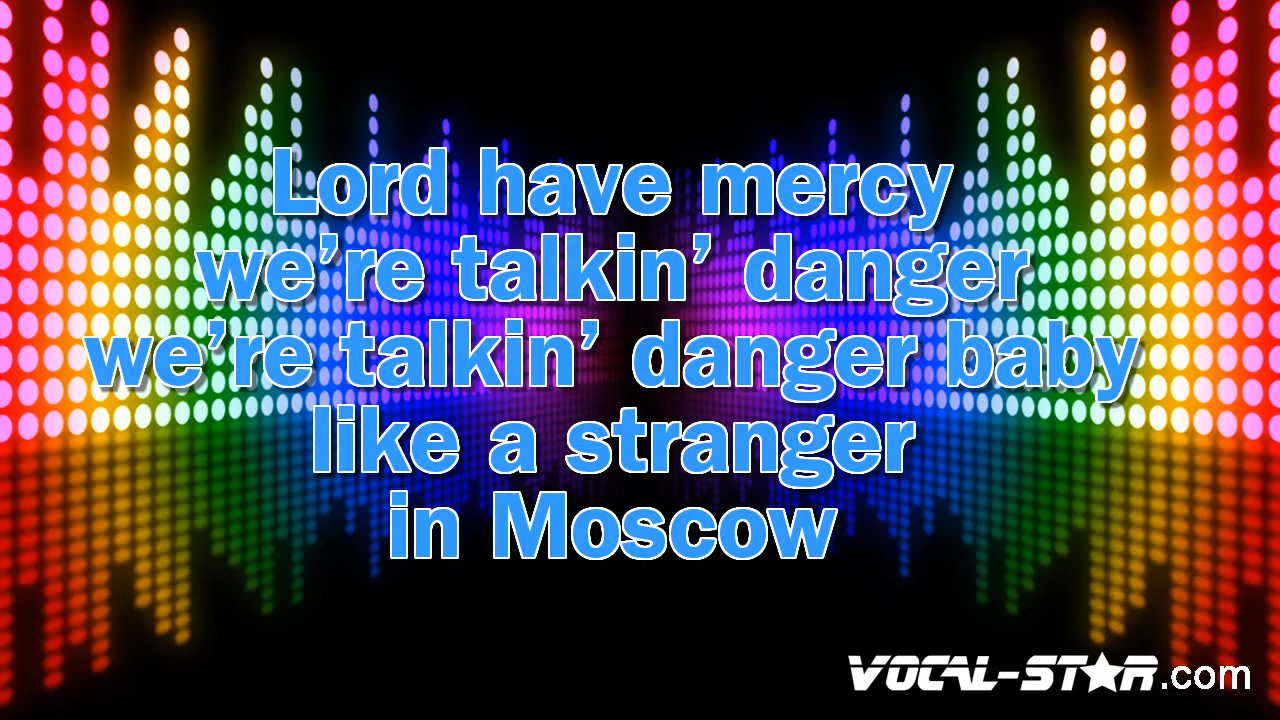 Lord have mercy
we’re talkin’ danger
we’re talkin’ danger baby
like a stranger
in Moscow
VOCAL-STAR.com